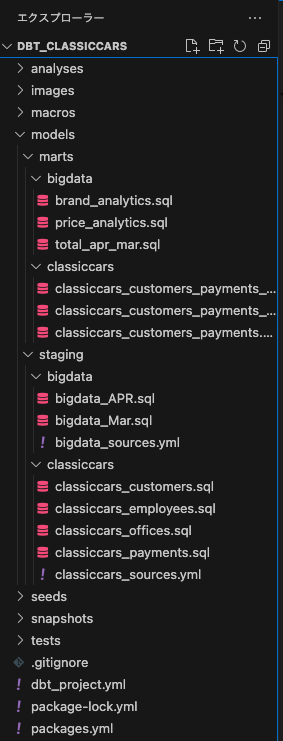 エクスプローラー
DBT_CLASSICCARS
analyses
images
macros
models
marts
bigdata
brand_analytics.sql
price_analytics.sql
total_apr_mar.sql
classiccars
classiccars_customers_payments_...
classiccars_customers_payments_...
classiccars_customers_payments....
staging
bigdata
bigdata_APR.sql
bigdata_Mar.sql
bigdata_sources.yml
classiccars
classiccars_customers.sql
classiccars_employees.sql
classiccars_offices.sql
classiccars_payments.sql
classiccars_sources.yml
seeds
snapshots
tests
.gitignore
dbt_project.yml
package-lock.yml
packages.yml